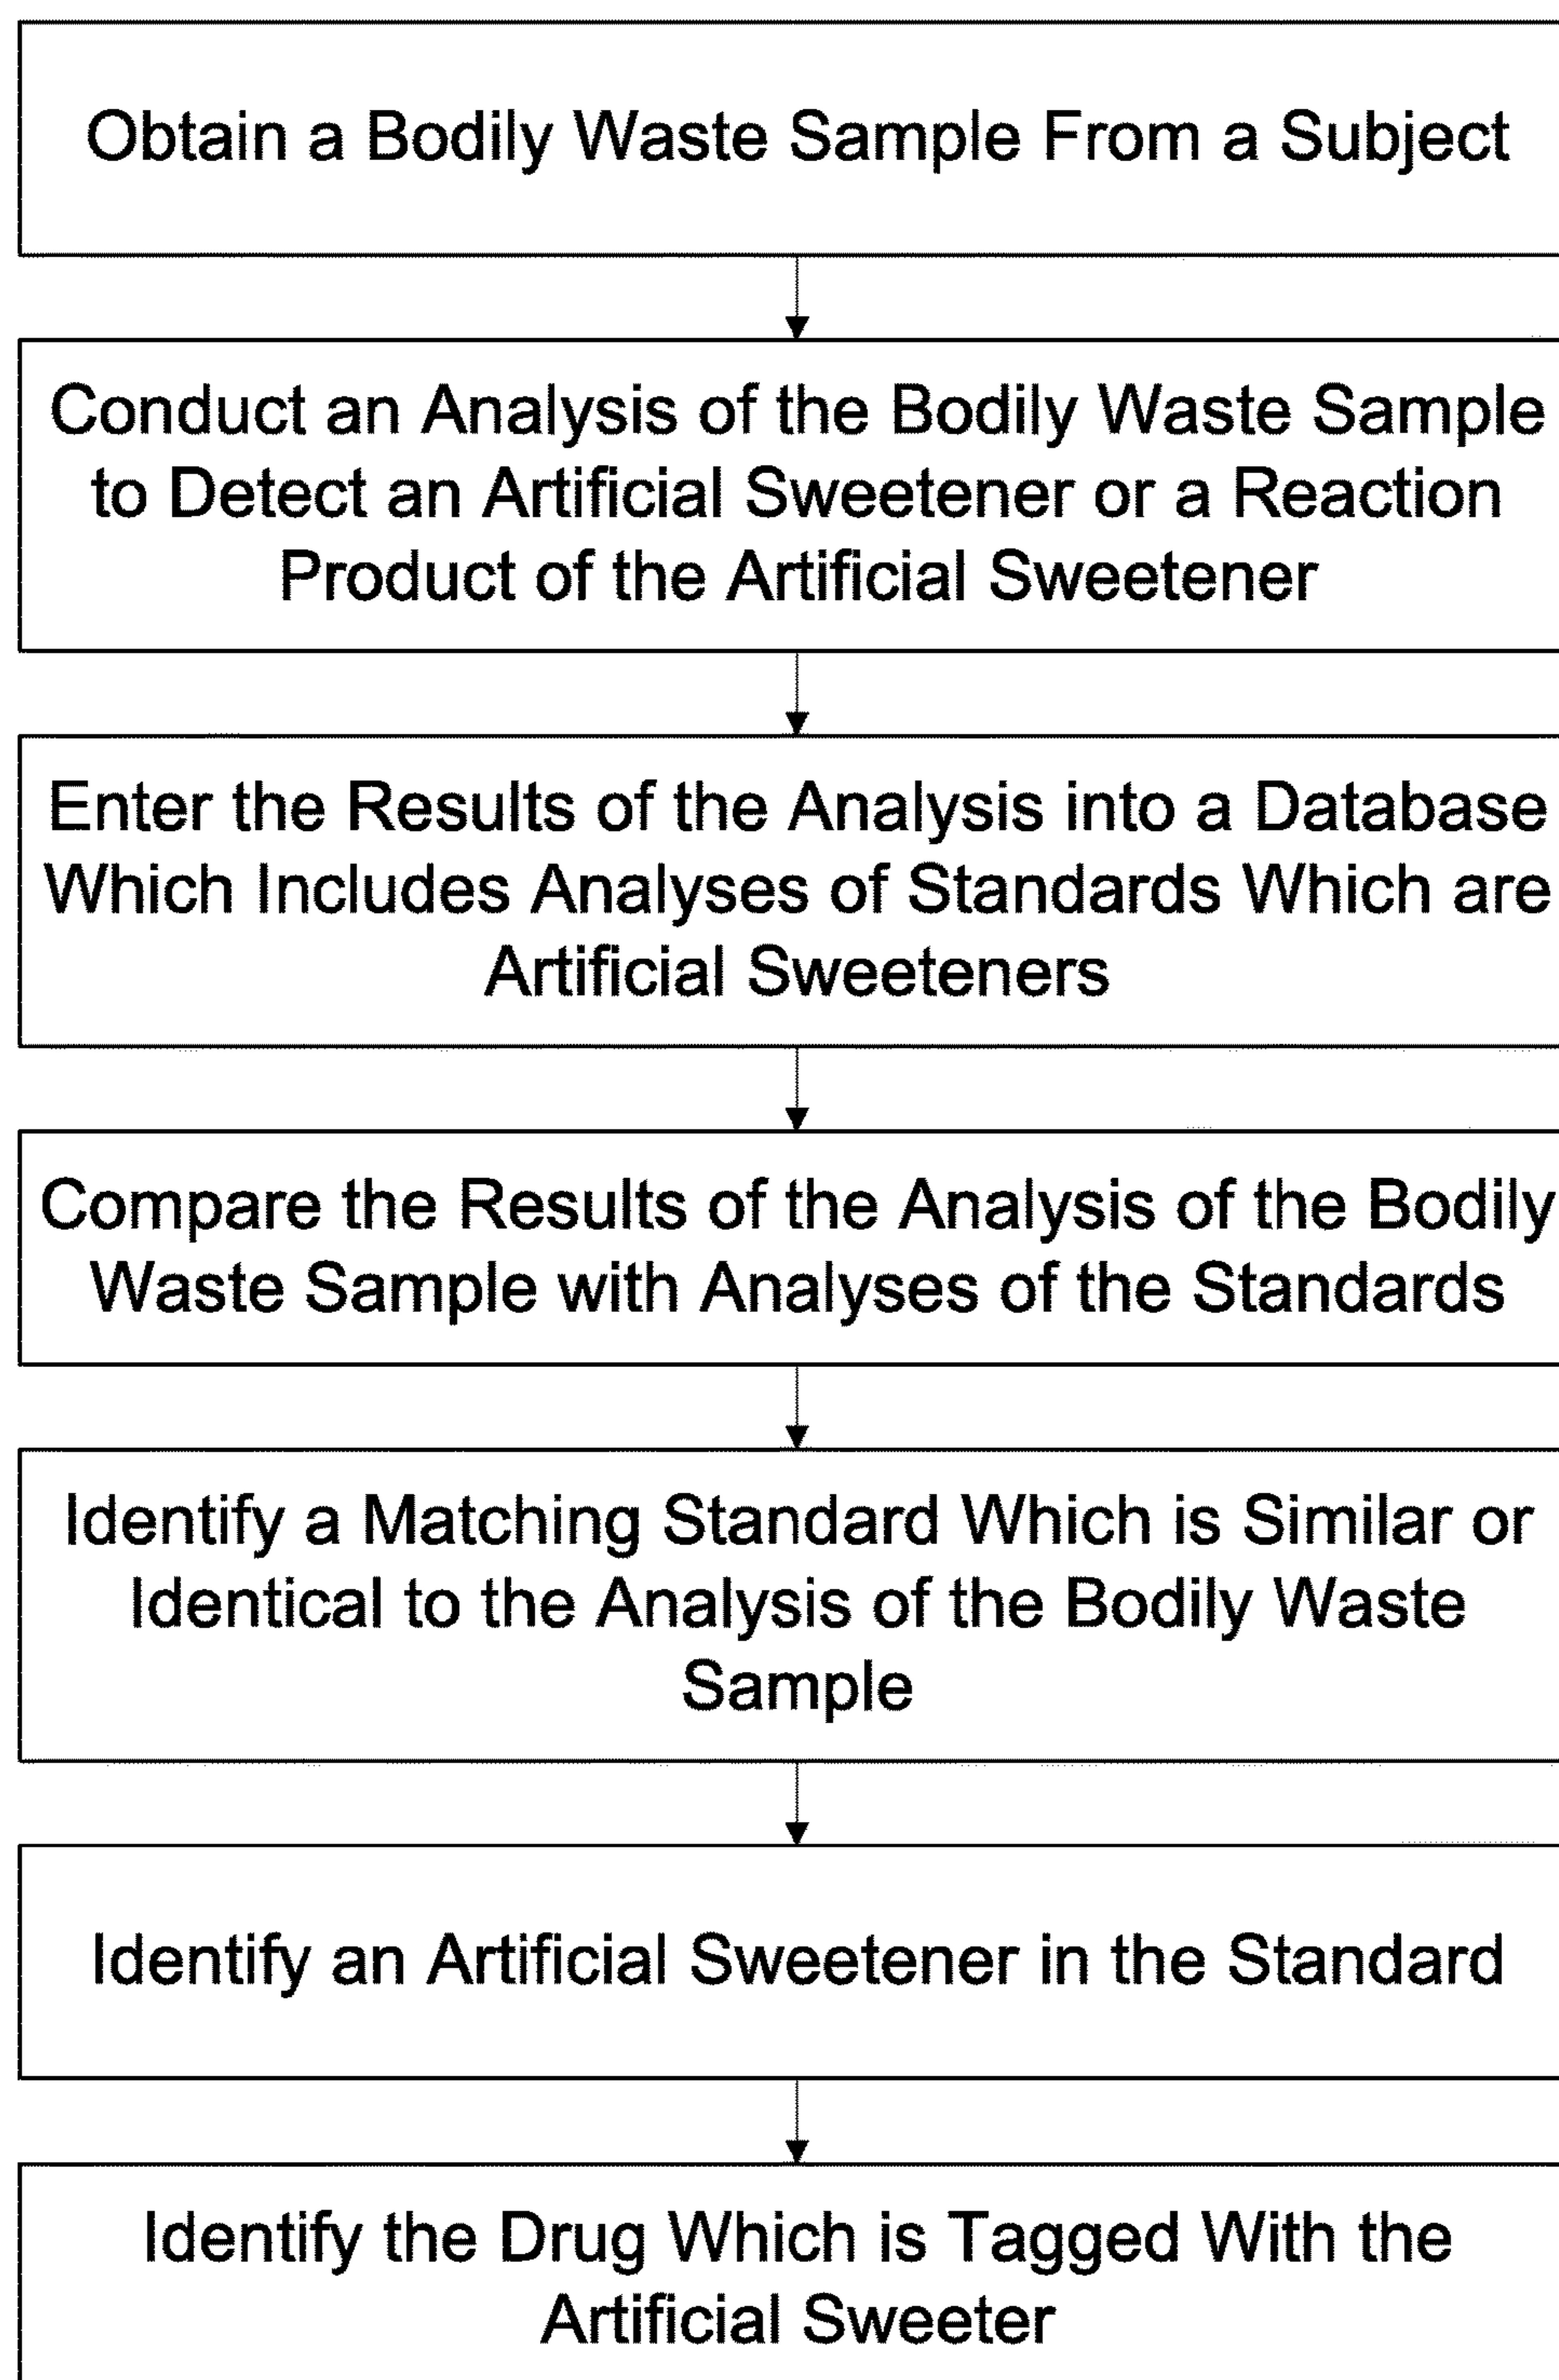 Obtain a Bodily Waste Sample From a Subject
Conduct an Analysis of the Bodily Waste Sample
to Detect an Artificial Sweetener or a Reaction
Product of the Artificial Sweetener
Enter the Results of the Analysis into a Database
Which Includes Analyses of Standards Which are
Artificial Sweeteners
Compare the Results of the Analysis of the Bodily
Waste Sample with Analyses of the Standards
Identify a Matching Standard Which is Similar or
Identical to the Analysis of the Bodily Waste
Sample
Identify an Artificial Sweetener in the Standard
Identify the Drug Which is Tagged With the
Artificial Sweeter